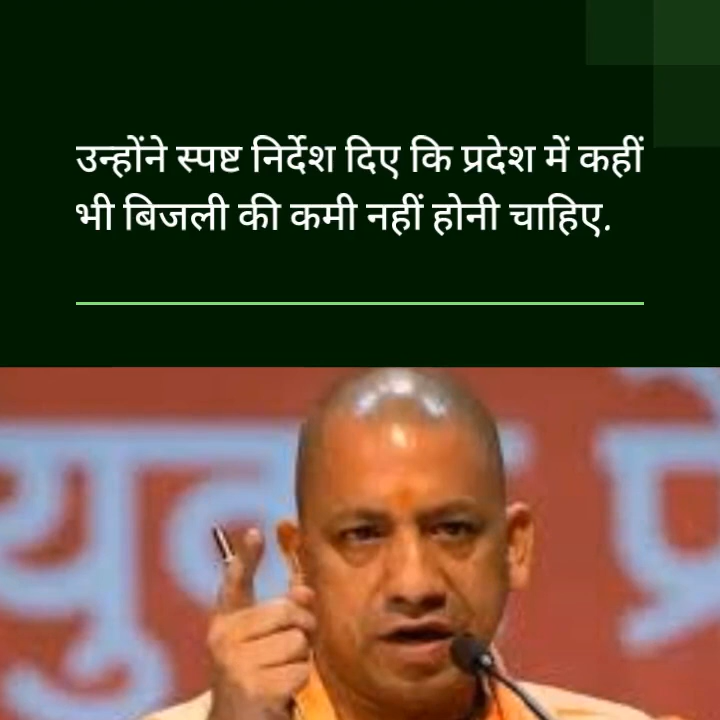 उन्होंने स्पष्ट निर्देश दिए कि प्रदेश में कहीं
भी बिजली की कमी नहीं होनी चाहिए.